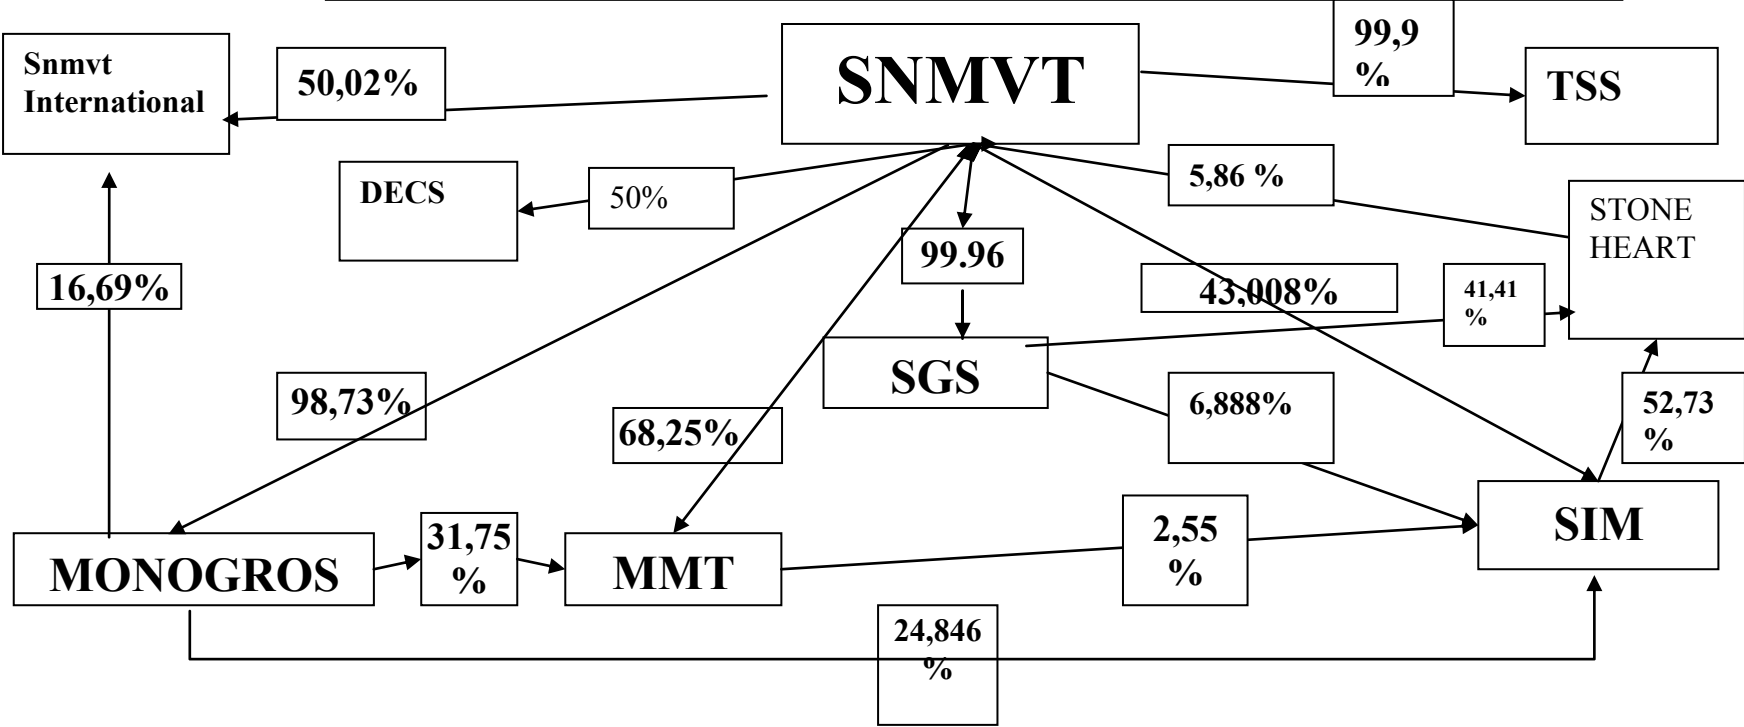 Snmvt
International
50,02%
SNMVT
99,9
%
TSS
DECS
50%
5,86 %
STONE
HEART
16,69%
99.96
43,008%
41,41
%
98,73%
68,25%
SGS
6,888%
52,73
%
MONOGROS
31,75
%
MMT
2,55
%
SIM
24,846
%